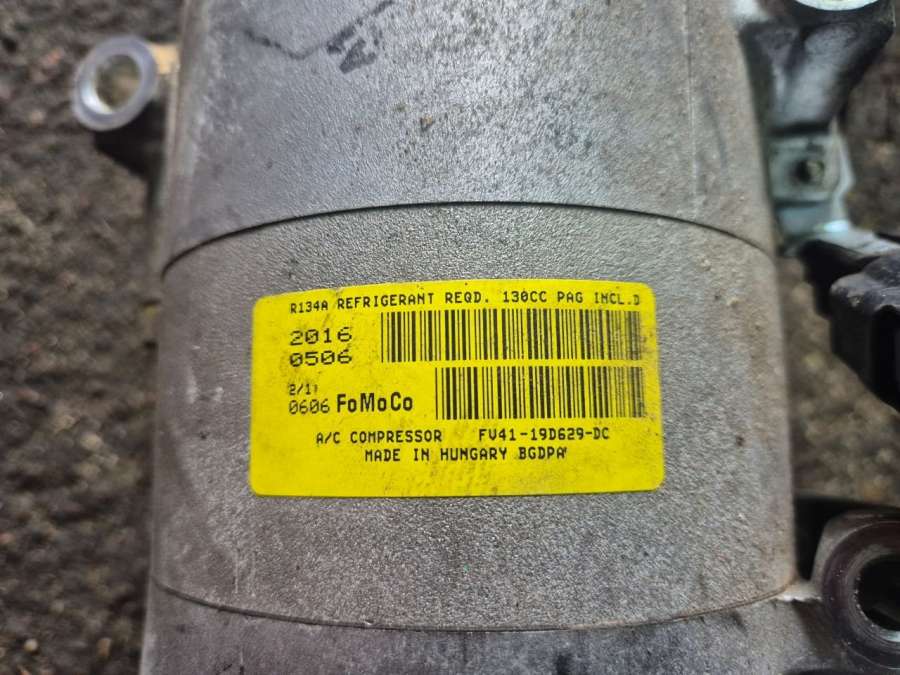 R134A REFRIGERANT REQD. 130CC PAG INCL.D
2016
0506
2/1
0606 FoMoCo
A/C COMPRESSOR FV41-19D629-DC
MADE IN HUNGARY BGDPA